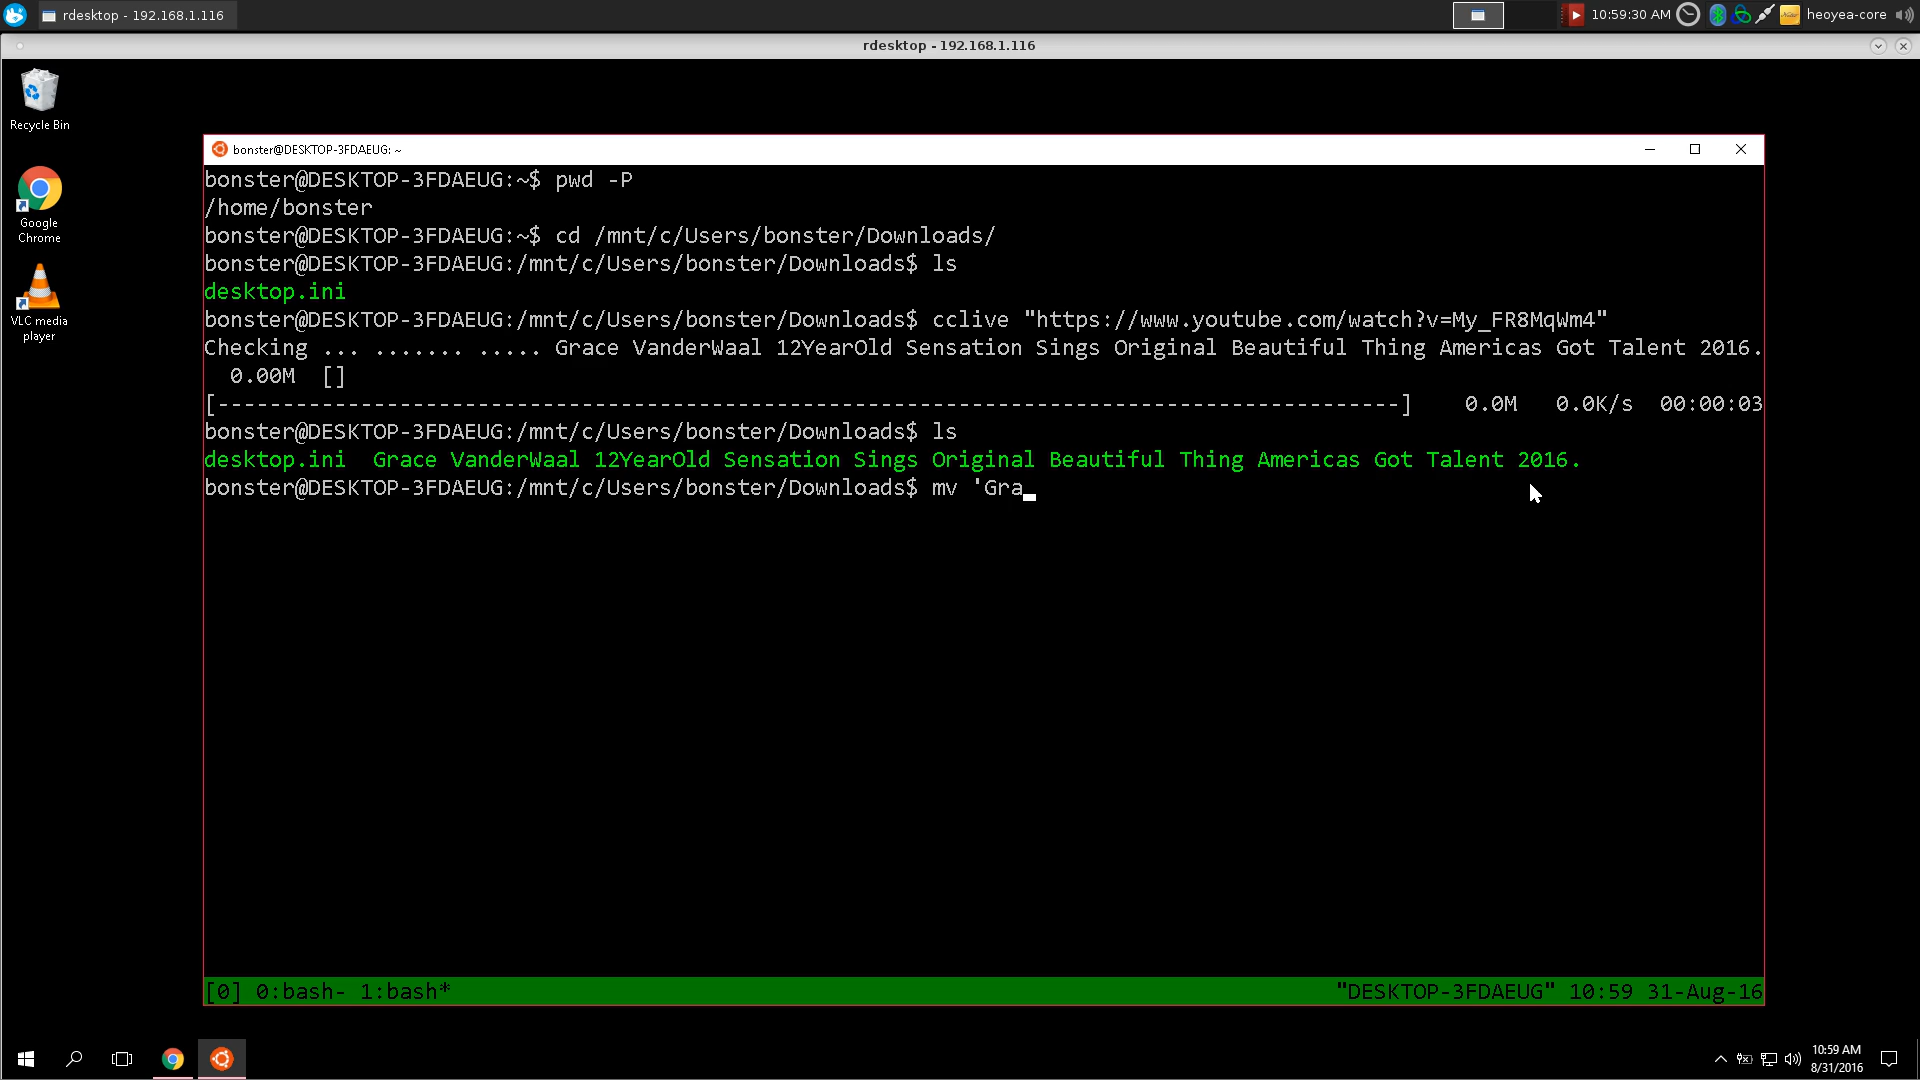 rdesktop - 192.168.1.116
10:59:30 AM
heoyea-core
rdesktop - 192.168.1.116
Recycle Bin
Google
Chrome
VLC media
player
bonster@DESKTOP-3FDAEUG: ~
bonster@DESKTOP-3FDAEUG:~$ pwd -P
/home/bonster
bonster@DESKTOP-3FDAEUG:~$ cd /mnt/c/Users/bonster/Downloads/
bonster@DESKTOP-3FDAEUG:/mnt/c/Users/bonster/Downloads$ ls
desktop.ini
bonster@DESKTOP-3FDAEUG:/mnt/c/Users/bonster/Downloads$ cclive "https://www.youtube.com/watch?v=My_FR8MqWm4"
Checking ... ....... ..... Grace VanderWaal 12YearOld Sensation Sings Original Beautiful Thing Americas Got Talent 2016.
0.00M  []
[-------------------------------------------------------------------------------------------]    0.0M   0.0K/s  00:00:03
bonster@DESKTOP-3FDAEUG:/mnt/c/Users/bonster/Downloads$ ls
desktop.ini  Grace VanderWaal 12YearOld Sensation Sings Original Beautiful Thing Americas Got Talent 2016.
bonster@DESKTOP-3FDAEUG:/mnt/c/Users/bonster/Downloads$ mv 'Gra
[0] 0:bash- 1:bash*
"DESKTOP-3FDAEUG" 10:59 31-Aug-16
10:59 AM
8/31/2016